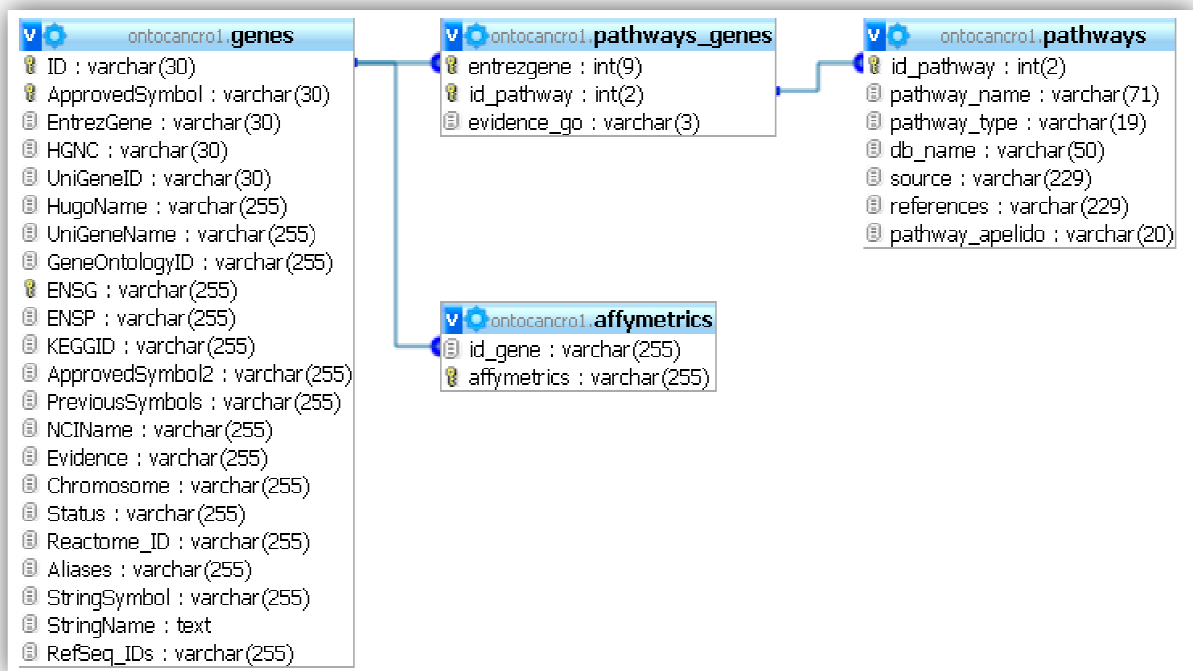 ontocancro1.genes
ID : varchar(30)
ApprovedSymbol : varchar(30)
EntrezGene : varchar(30)
HGNC : varchar(30)
UniGeneID : varchar(30)
HugoName : varchar(255)
UniGeneName : varchar(255)
GeneOntologyID : varchar(255)
ENSG : varchar(255)
ENSP : varchar(255)
KEGGID : varchar(255)
ApprovedSymbol2 : varchar(255)
PreviousSymbols : varchar(255)
NCIName : varchar(255)
Evidence : varchar(255)
Chromosome : varchar(255)
Status : varchar(255)
Reactome_ID : varchar(255)
Aliases : varchar(255)
StringSymbol : varchar(255)
StringName : text
RefSeq_IDs : varchar(255)
ontocancro1.pathways_genes
entrezgene : int(9)
id_pathway : int(2)
evidence_go : varchar(3)
ontocancro1.affymetrics
id_gene : varchar(255)
affymetrics : varchar(255)
ontocancro1.pathways
id_pathway : int(2)
pathway_name : varchar(71)
pathway_type : varchar(19)
db_name : varchar(50)
source : varchar(229)
references : varchar(229)
pathway_apelido : varchar(20)